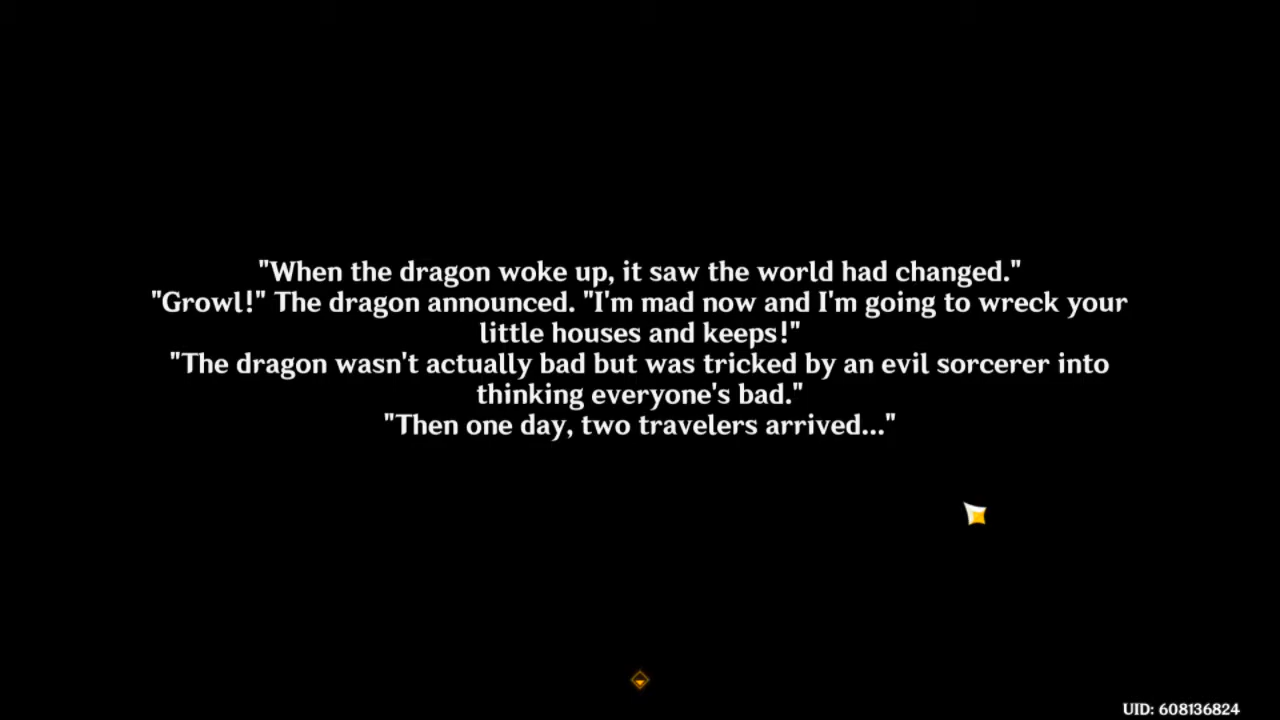 "When the dragon woke up, it saw the world had changed."
"Growl!" The dragon announced. "I'm mad now and I'm going to wreck your
little houses and keeps!"
"The dragon wasn't actually bad but was tricked by an evil sorcerer into
thinking everyone's bad."
"Then one day, two travelers arrived..."
UID: 608136824